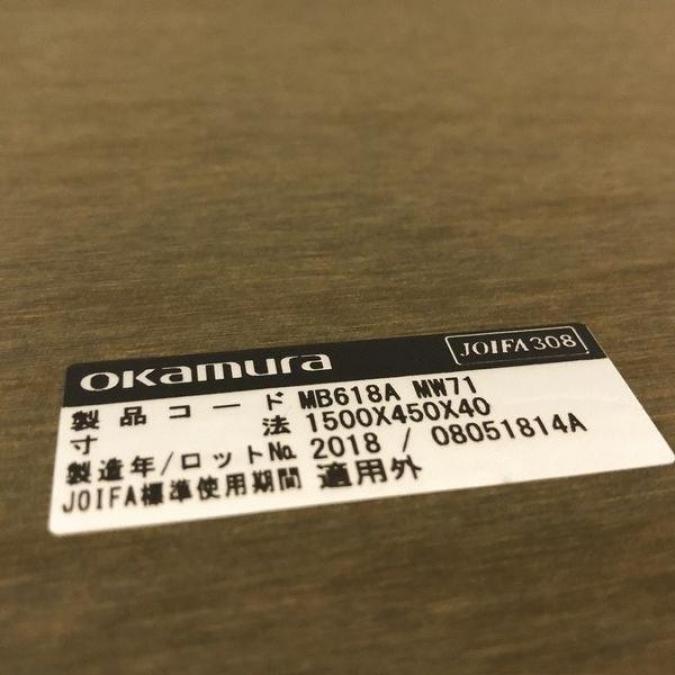 okamura JOIFA308
製品コード MB618A MW71
寸法 1500X450X40
製造年/ロット№ 2018 / 08051814A
JOIFA標準使用期間 適用外